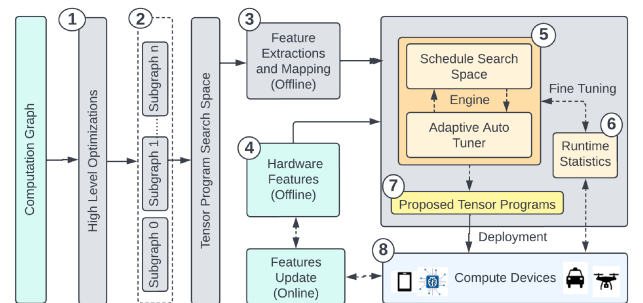 Computation Graph
1
High Level Optimizations
2
Subgraph n
Subgraph 1
Subgraph 0
Tensor Program Search Space
3
Feature
Extractions
and Mapping
(Offline)
4
Hardware
Features
(Offline)
Features
Update
(Online)
5
Schedule Search
Space
Engine
Adaptive Auto
Tuner
Fine Tuning
6
Runtime
Statistics
7
Proposed Tensor Programs
Deployment
8
Compute Devices